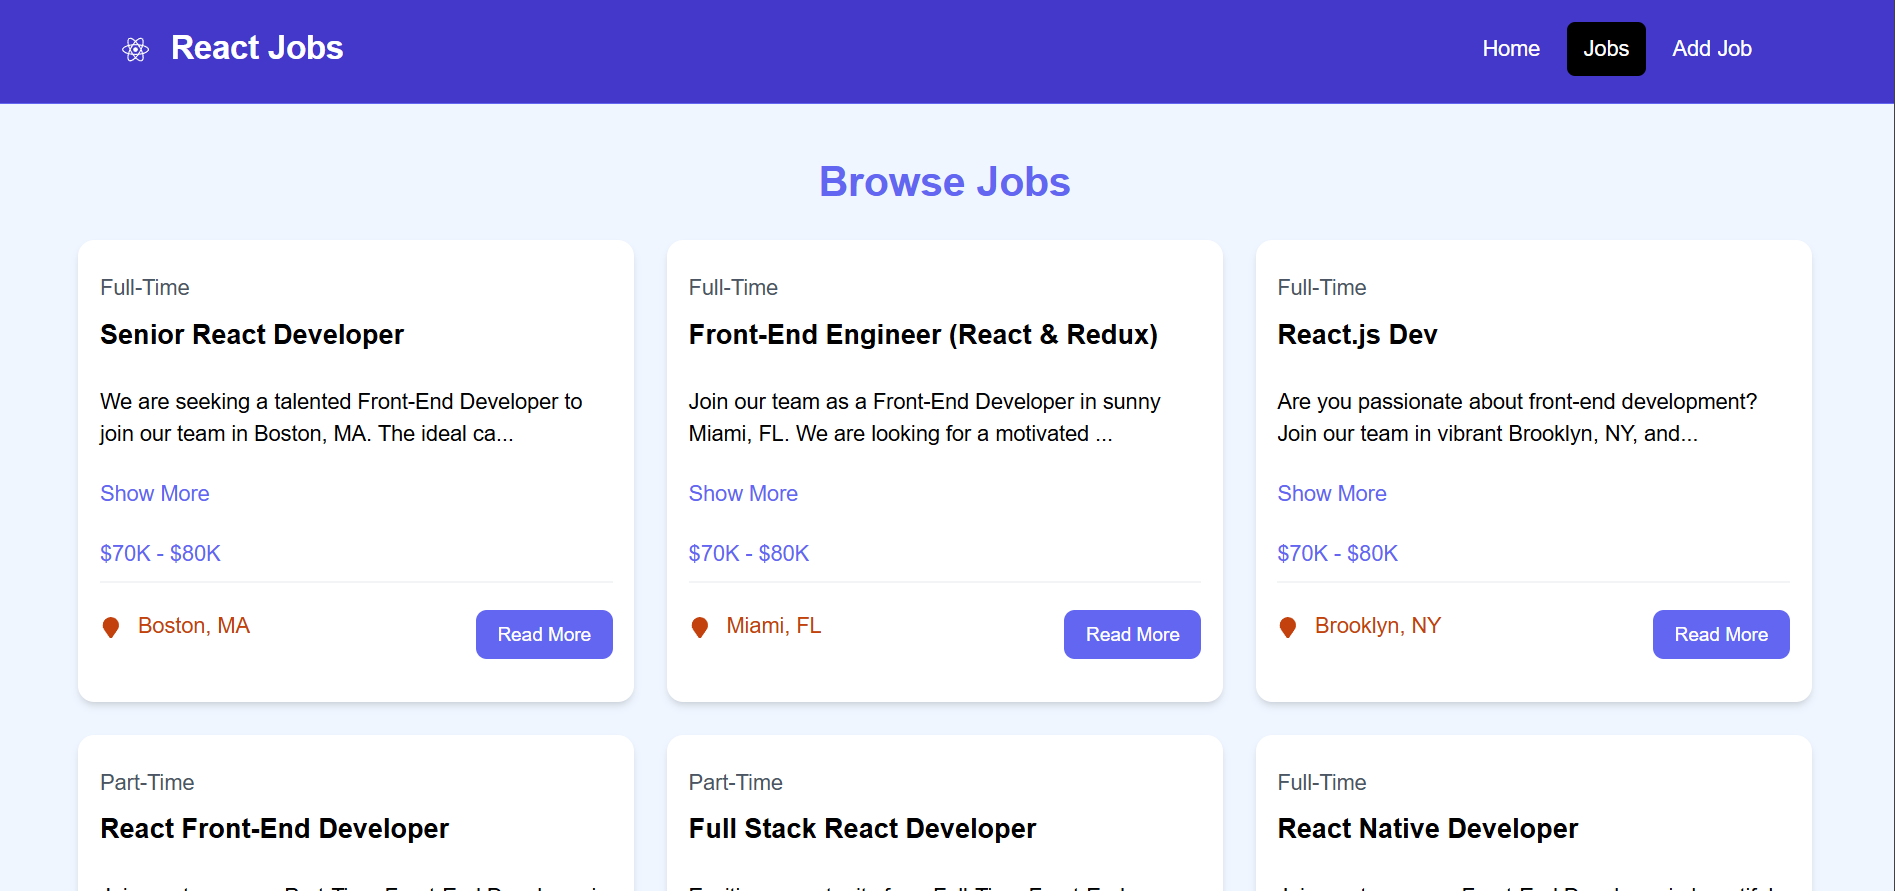 React Jobs
Home
Jobs
Add Job
Browse Jobs
Full-Time
Senior React Developer
We are seeking a talented Front-End Developer to
join our team in Boston, MA. The ideal ca...
Show More
$70K - $80K
Boston, MA
Read More
Full-Time
Front-End Engineer (React & Redux)
Join our team as a Front-End Developer in sunny
Miami, FL. We are looking for a motivated ...
Show More
$70K - $80K
Miami, FL
Read More
Full-Time
React.js Dev
Are you passionate about front-end development?
Join our team in vibrant Brooklyn, NY, and...
Show More
$70K - $80K
Brooklyn, NY
Read More
Part-Time
React Front-End Developer
Part-Time
Full Stack React Developer
Full-Time
React Native Developer